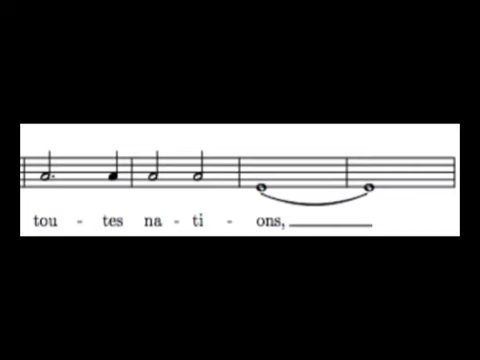 tou - tes na - ti - ons,